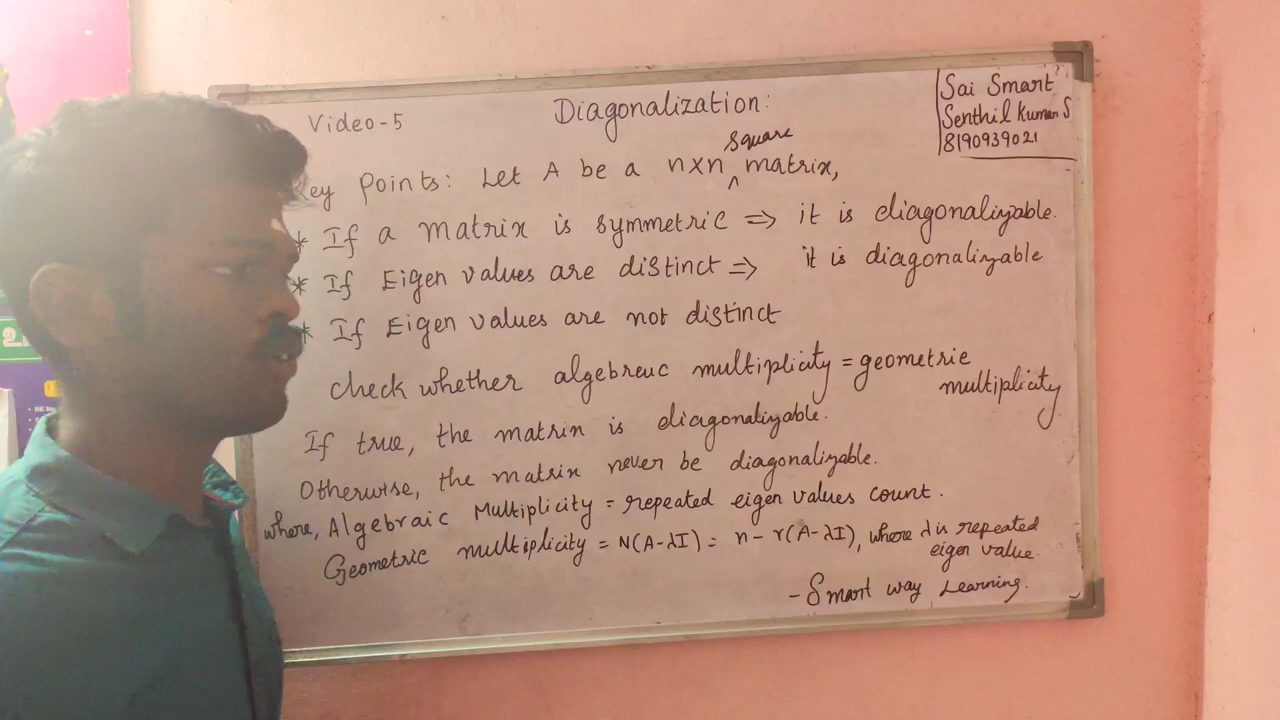 Video-5
Diagonalization:
Sai Smart
Senthil Kumar S
8190939021
square
ey Points: Let A be a n×n ^ matrix,
* If a matrix is symmetric ⇒ it is diagonalizable.
* If Eigen values are distinct ⇒ it is diagonalizable
* If Eigen values are not distinct
check whether algebreuc multiplicity = geometric
multiplicity
If true, the matrix is diagonalizable.
Otherwise, the matrix never be diagonalizable.
where, Algebraic Multiplicity = repeated eigen values count.
Geometric multiplicity = N(A-λI) = n-r(A-λI), where λ is repeated
eigen value.
- Smart way Learning.